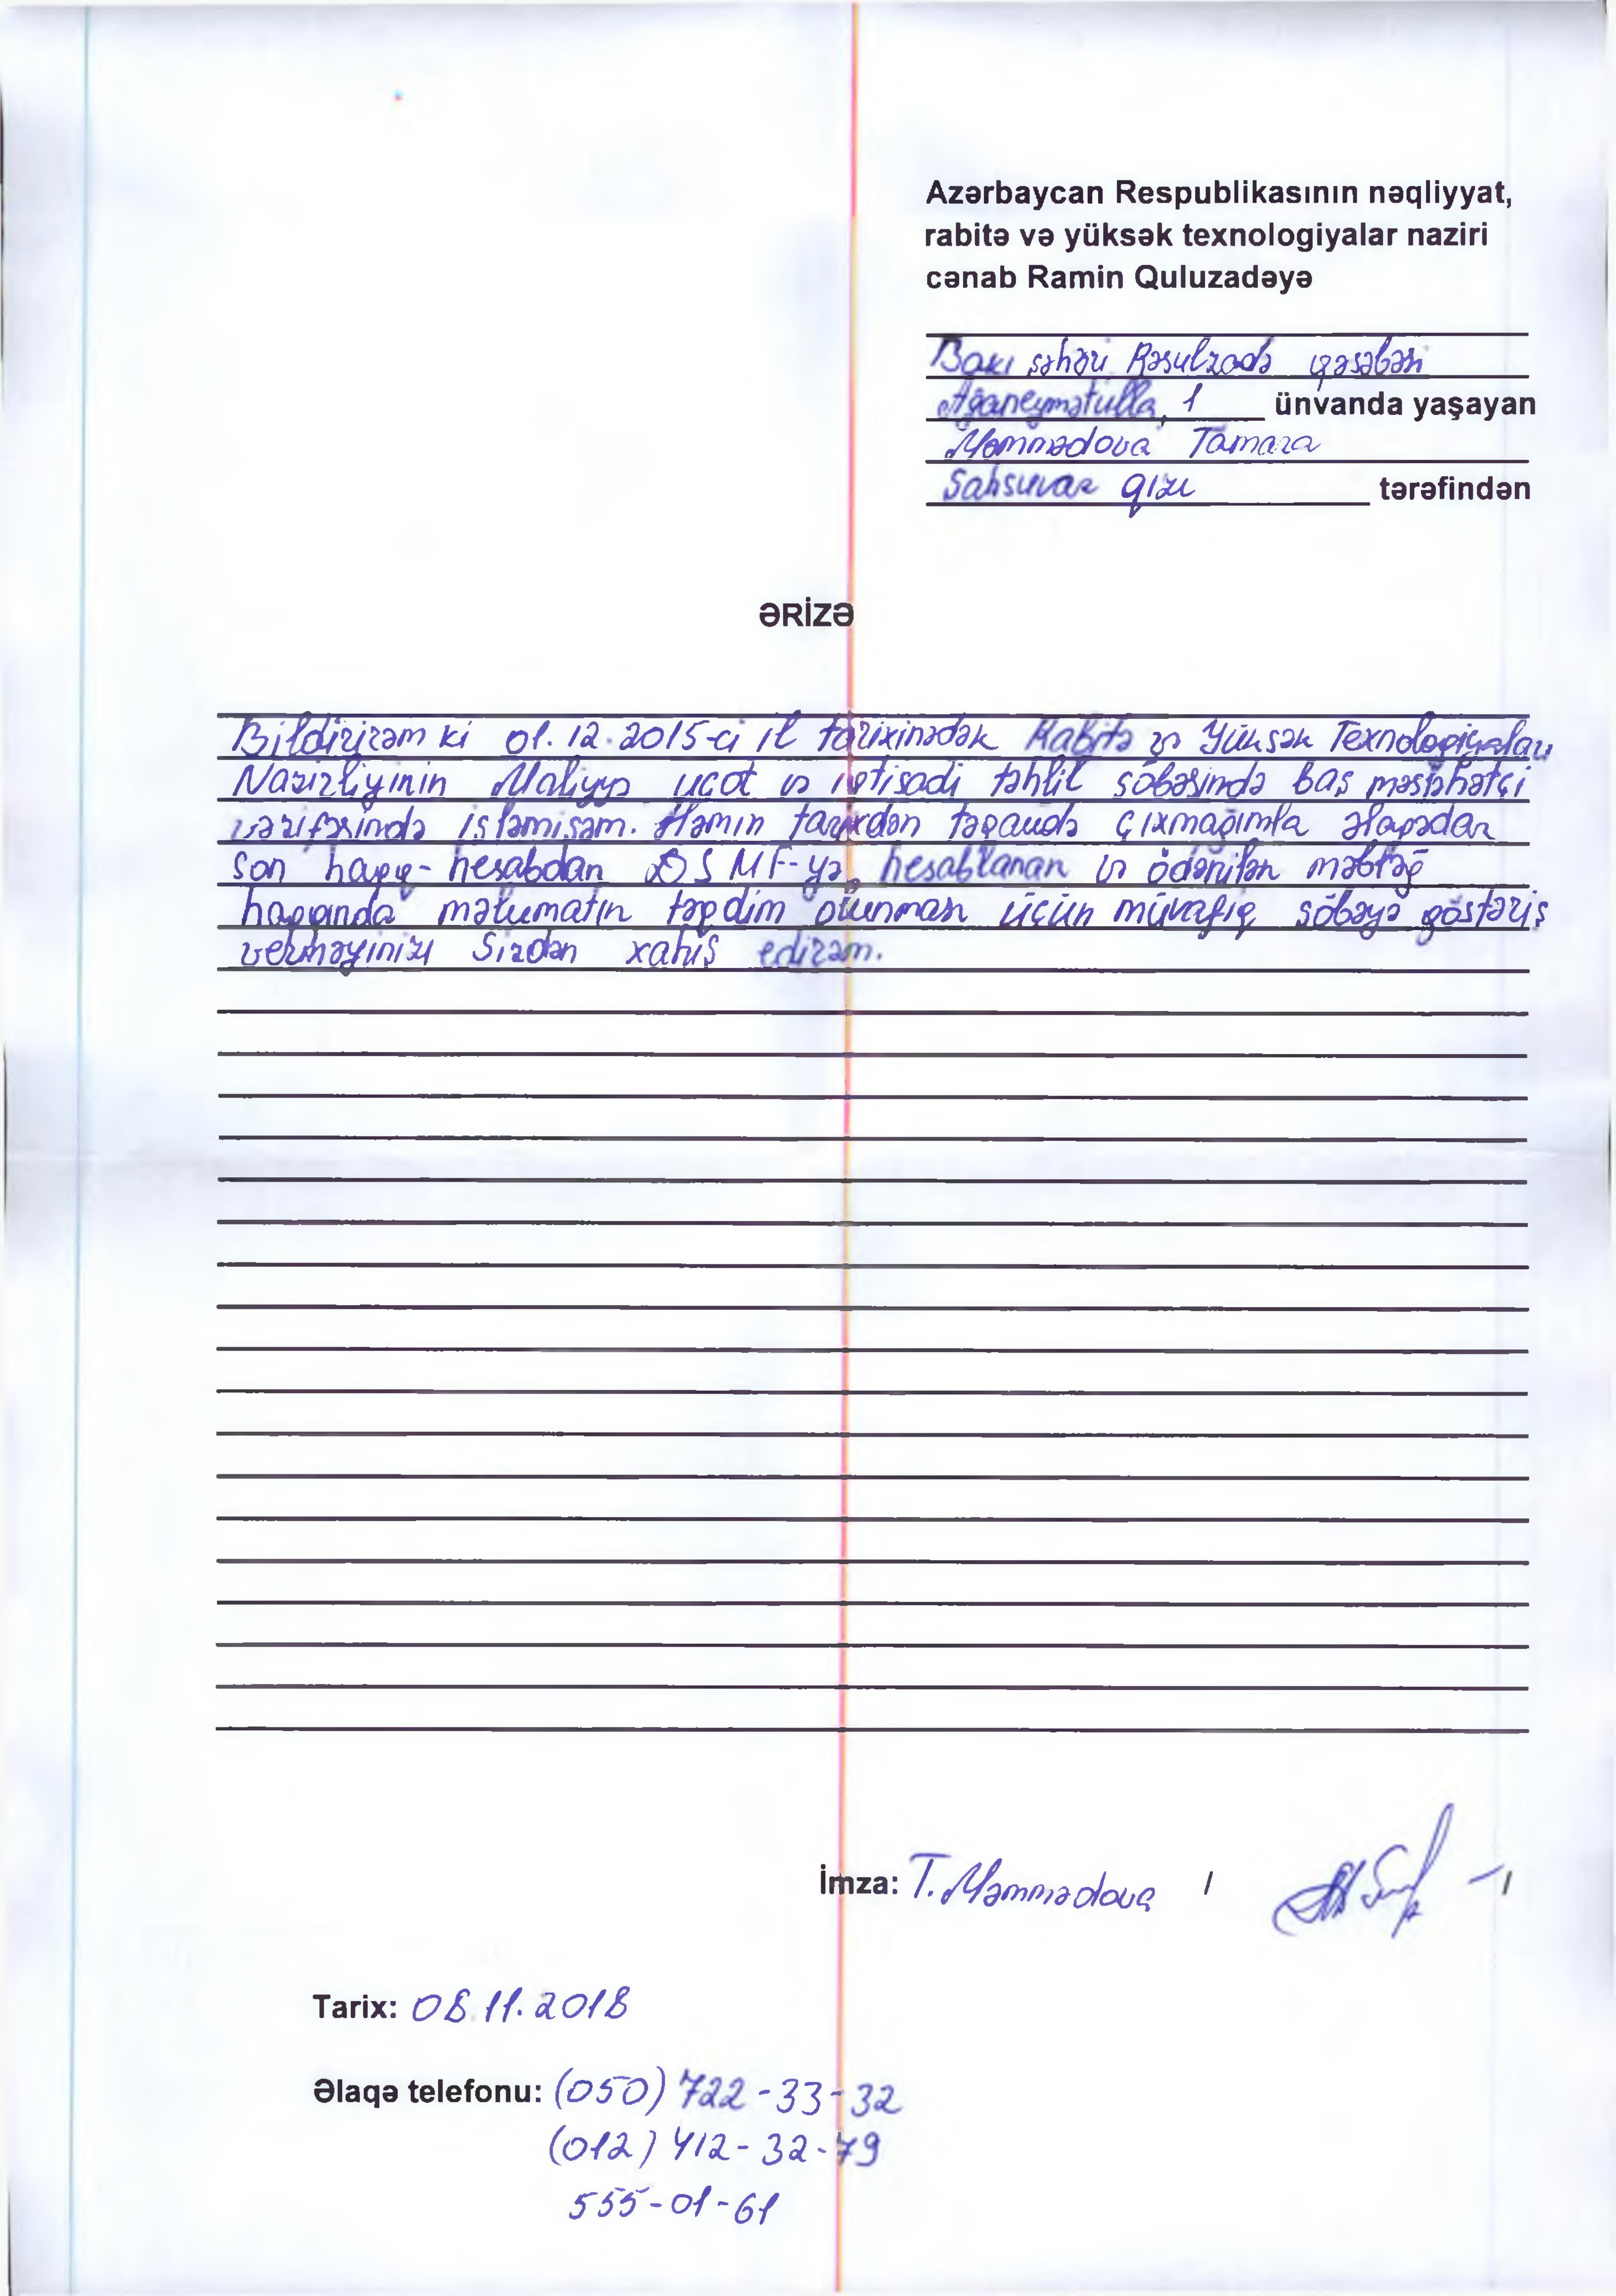 Azərbaycan Respublikasının nəqliyyat,
rabitə və yüksək texnologiyalar naziri
cənab Ramin Quluzadəyə
Bakı şəhəri Rəsulzadə qəsəbəsi
Ağaneymətulla, 1 ünvanda yaşayan
Məmmədova Tamara
Şahsuvar qızı tərəfindən
ƏRİZƏ
Bildirirəm ki 01.12.2015-ci il tarixinədək Rabitə və Yüksək Texnologiyaları
Nazirliyinin Maliyyə uçot və iqtisadi təhlil şöbəsində baş məsləhətçi
vəzifəsində işləmişəm. Həmin tarixdən təqaüdə çıxmağımla əlaqədar
son haqq-hesabdan DSMF-yə hesablanan və ödənilən məbləğ
haqqında məlumatın təqdim olunması üçün müvafiq şöbəyə göstəriş
verməyinizi Sizdən xahiş edirəm.
İmza: T. Məmmədova / /
Tarix: 08.11.2018
Əlaqə telefonu: (050) 722-33-32
(012) 412-32-79
555-01-61